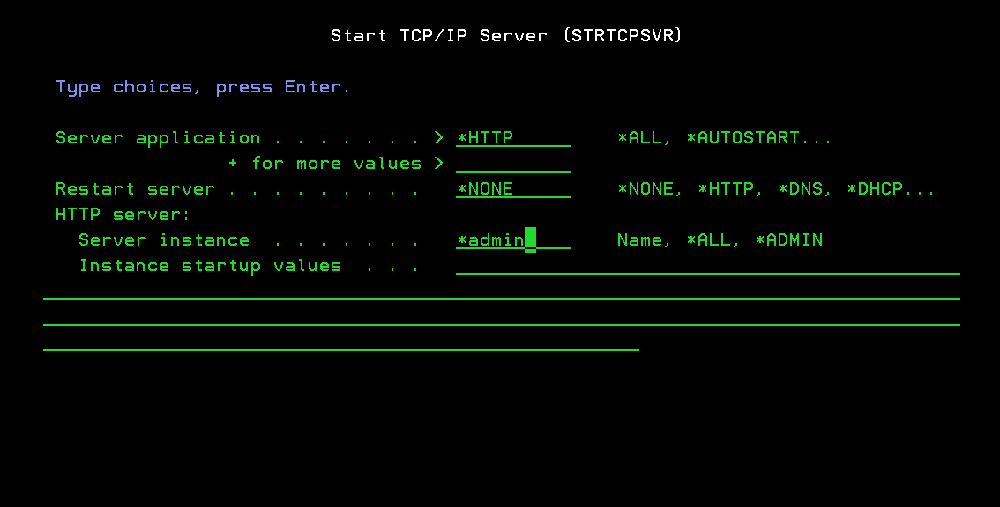 Start TCP/IP Server (STRTCPSVR)
Type choices, press Enter.
Server application . . . . . . . > *HTTP *ALL, *AUTOSTART...
+ for more values >
Restart server . . . . . . . . . *NONE *NONE, *HTTP, *DNS, *DHCP...
HTTP server:
Server instance . . . . . . . *admin Name, *ALL, *ADMIN
Instance startup values . . .